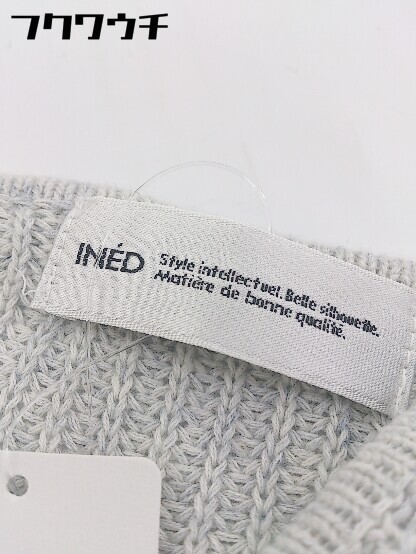 フクワウチ
INÉD
Style intellectuel. Belle silhouette.
Matière de bonne qualité.